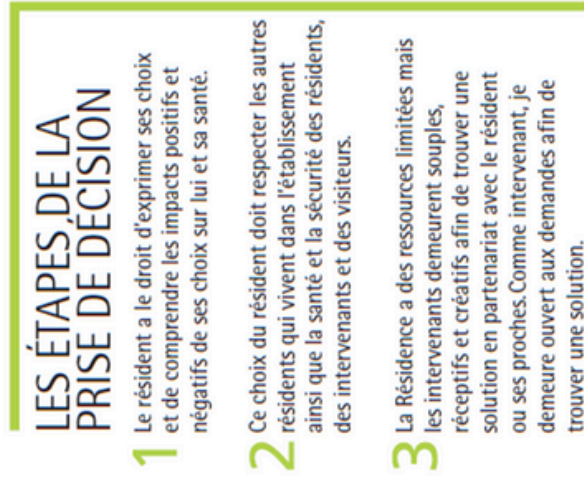 LES ÉTAPES DE LA
PRISE DE DÉCISION
1 Le résident a le droit d'exprimer ses choix
et de comprendre les impacts positifs et
négatifs de ses choix sur lui et sa santé.
2 Ce choix du résident doit respecter les autres
résidents qui vivent dans l'établissement
ainsi que la santé et la sécurité des résidents,
des intervenants et des visiteurs.
3 La Résidence a des ressources limitées mais
les intervenants demeurent souples,
réceptifs et créatifs afin de trouver une
solution en partenariat avec le résident
ou ses proches.Comme intervenant, je
demeure ouvert aux demandes afin de
trouver une solution.